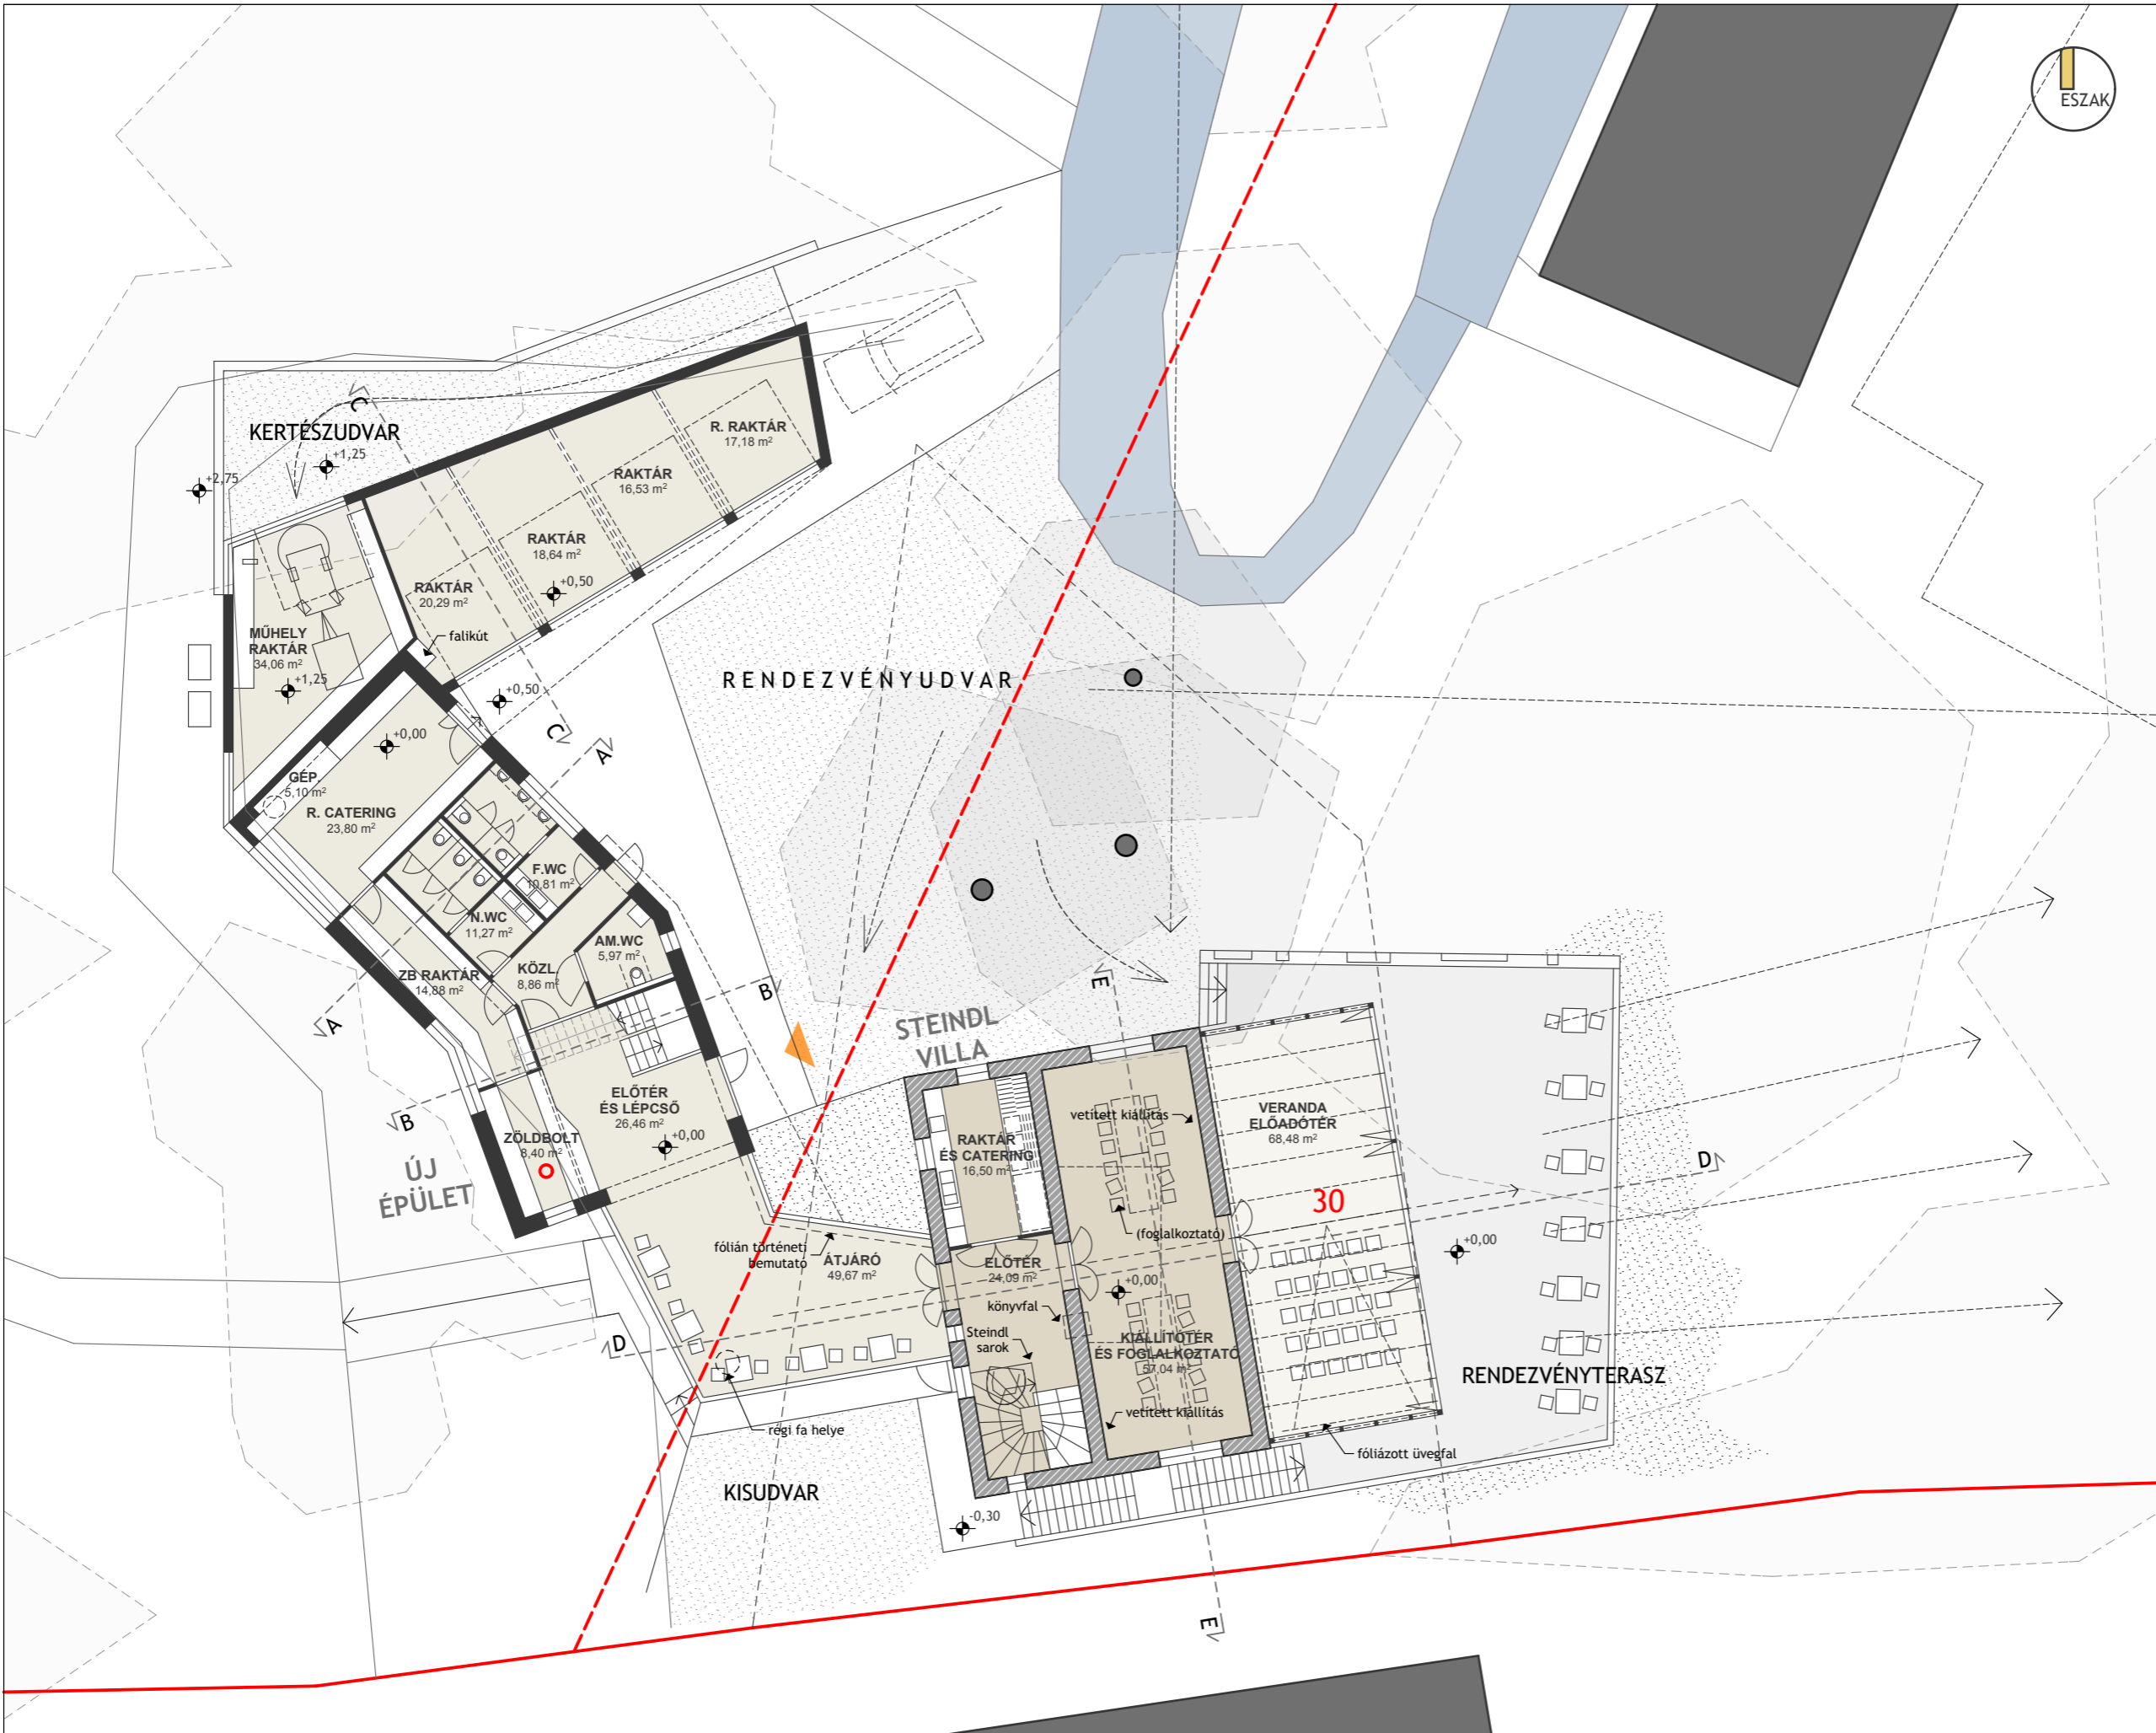 ESZAK
KERTÉSZUDVAR
+1,25
+2,75
C
R. RAKTÁR
17,18 m²
RAKTÁR
16,53 m²
RAKTÁR
18,64 m²
+0,50
RAKTÁR
20,29 m²
falikút
MŰHELY
RAKTÁR
34,06 m²
+1,25
+0,50
C
A
RENDEZVÉNYUDVAR
+0,00
GÉP.
5,10 m²
R. CATERING
23,80 m²
F.WC
10,81 m²
N.WC
11,27 m²
AM.WC
5,97 m²
KÖZL.
8,86 m²
ZB RAKTÁR
14,88 m²
A
B
E
STEINDL
VILLA
ELŐTÉR
ÉS LÉPCSŐ
26,46 m²
+0,00
B
ZÖLDBOLT
8,40 m²
ÚJ
ÉPÜLET
RAKTÁR
ÉS CATERING
16,50 m²
vetített kiállítás
VERANDA
ELŐADÓTÉR
68,48 m²
D
30
(foglalkoztató)
+0,00
fólián történeti
bemutató
ÁTJÁRÓ
49,67 m²
ELŐTÉR
24,09 m²
+0,00
könyvfal
Steindl
sarok
D
KIÁLLÍTÓTÉR
ÉS FOGLALKOZTATÓ
57,04 m²
RENDEZVÉNYTERASZ
vetített kiállítás
régi fa helye
fóliázott üvegfal
KISUDVAR
-0,30
E